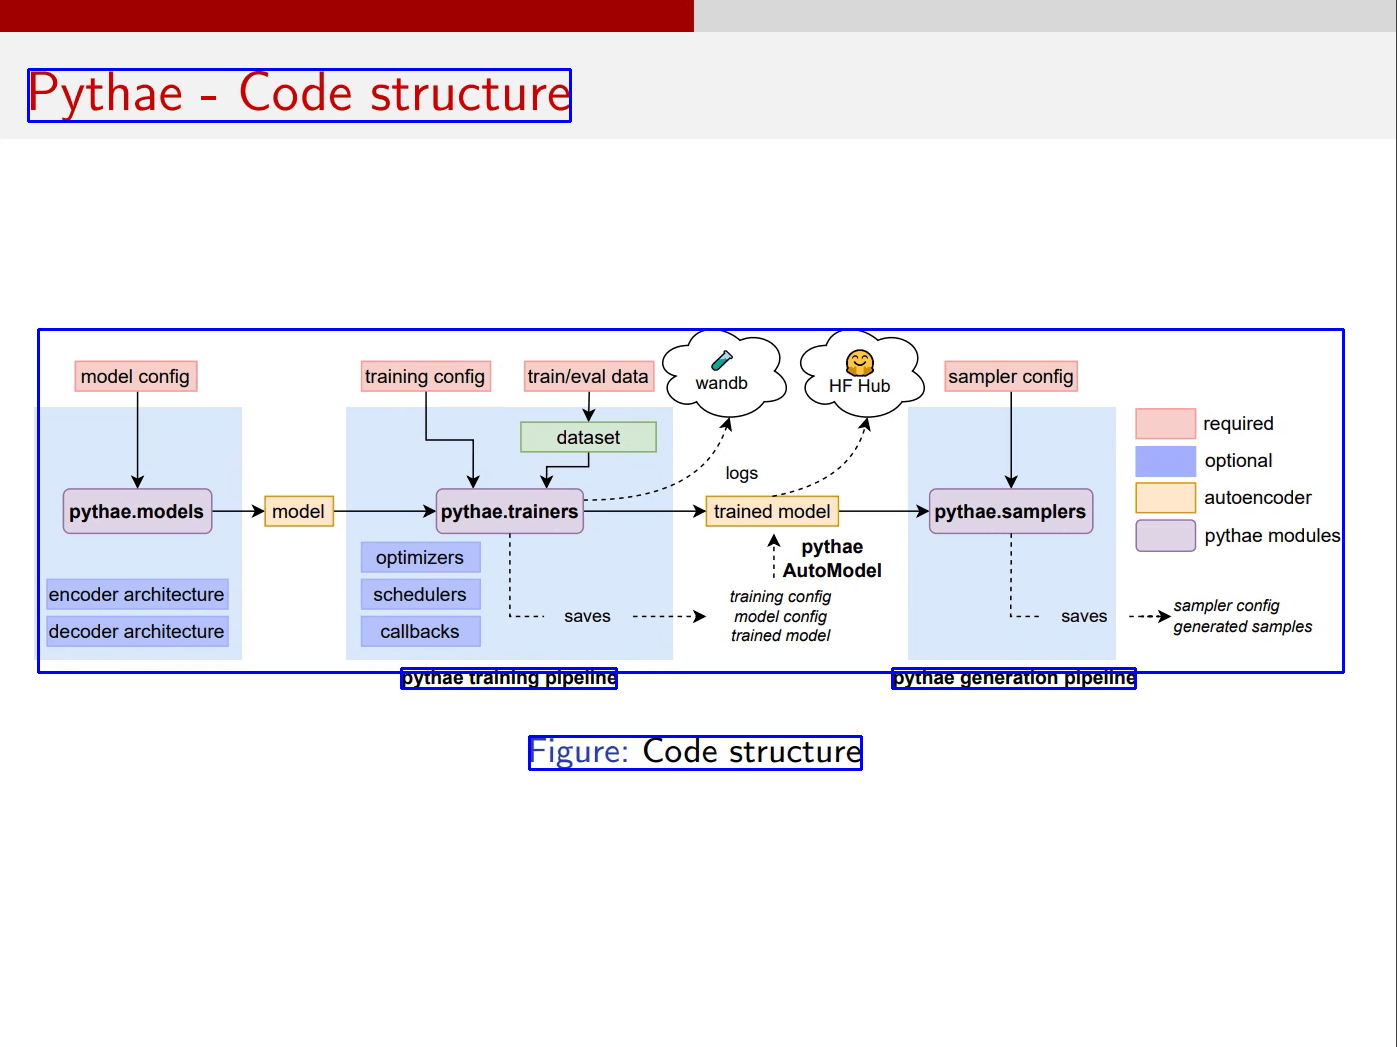 Pythae - Code structure
model config
training config
train/eval data
wandb
HF Hub
sampler config
dataset
required
optional
autoencoder
pythae modules
logs
pythae.models
model
pythae.trainers
trained model
pythae.samplers
optimizers
schedulers
callbacks
encoder architecture
decoder architecture
saves
pythae
AutoModel
training config
model config
trained model
saves
sampler config
generated samples
pythae training pipeline
pythae generation pipeline
Figure: Code structure